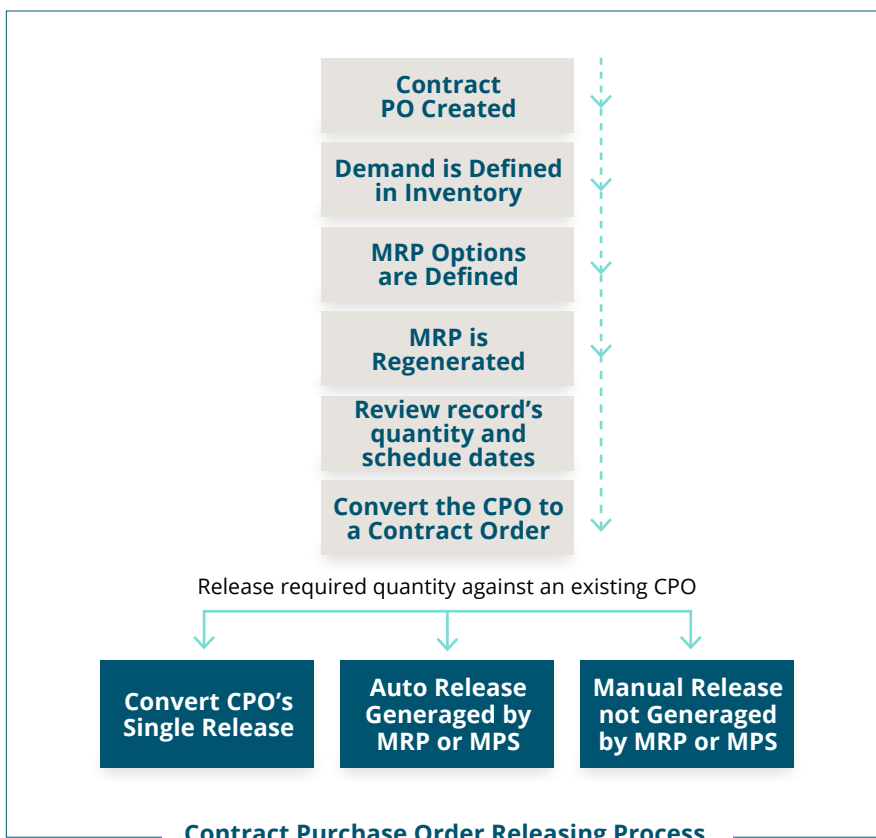 Contract
PO Created
Demand is Defined
in Inventory
MRP Options
are Defined
MRP is
Regenerated
Review record's
quantity and
schedue dates
Convert the CPO to
a Contract Order
Release required quantity against an existing CPO
Convert CPO's
Single Release
Auto Release
Generaged by
MRP or MPS
Manual Release
not Generaged
by MRP or MPS
Contract Purchase Order Releasing Process